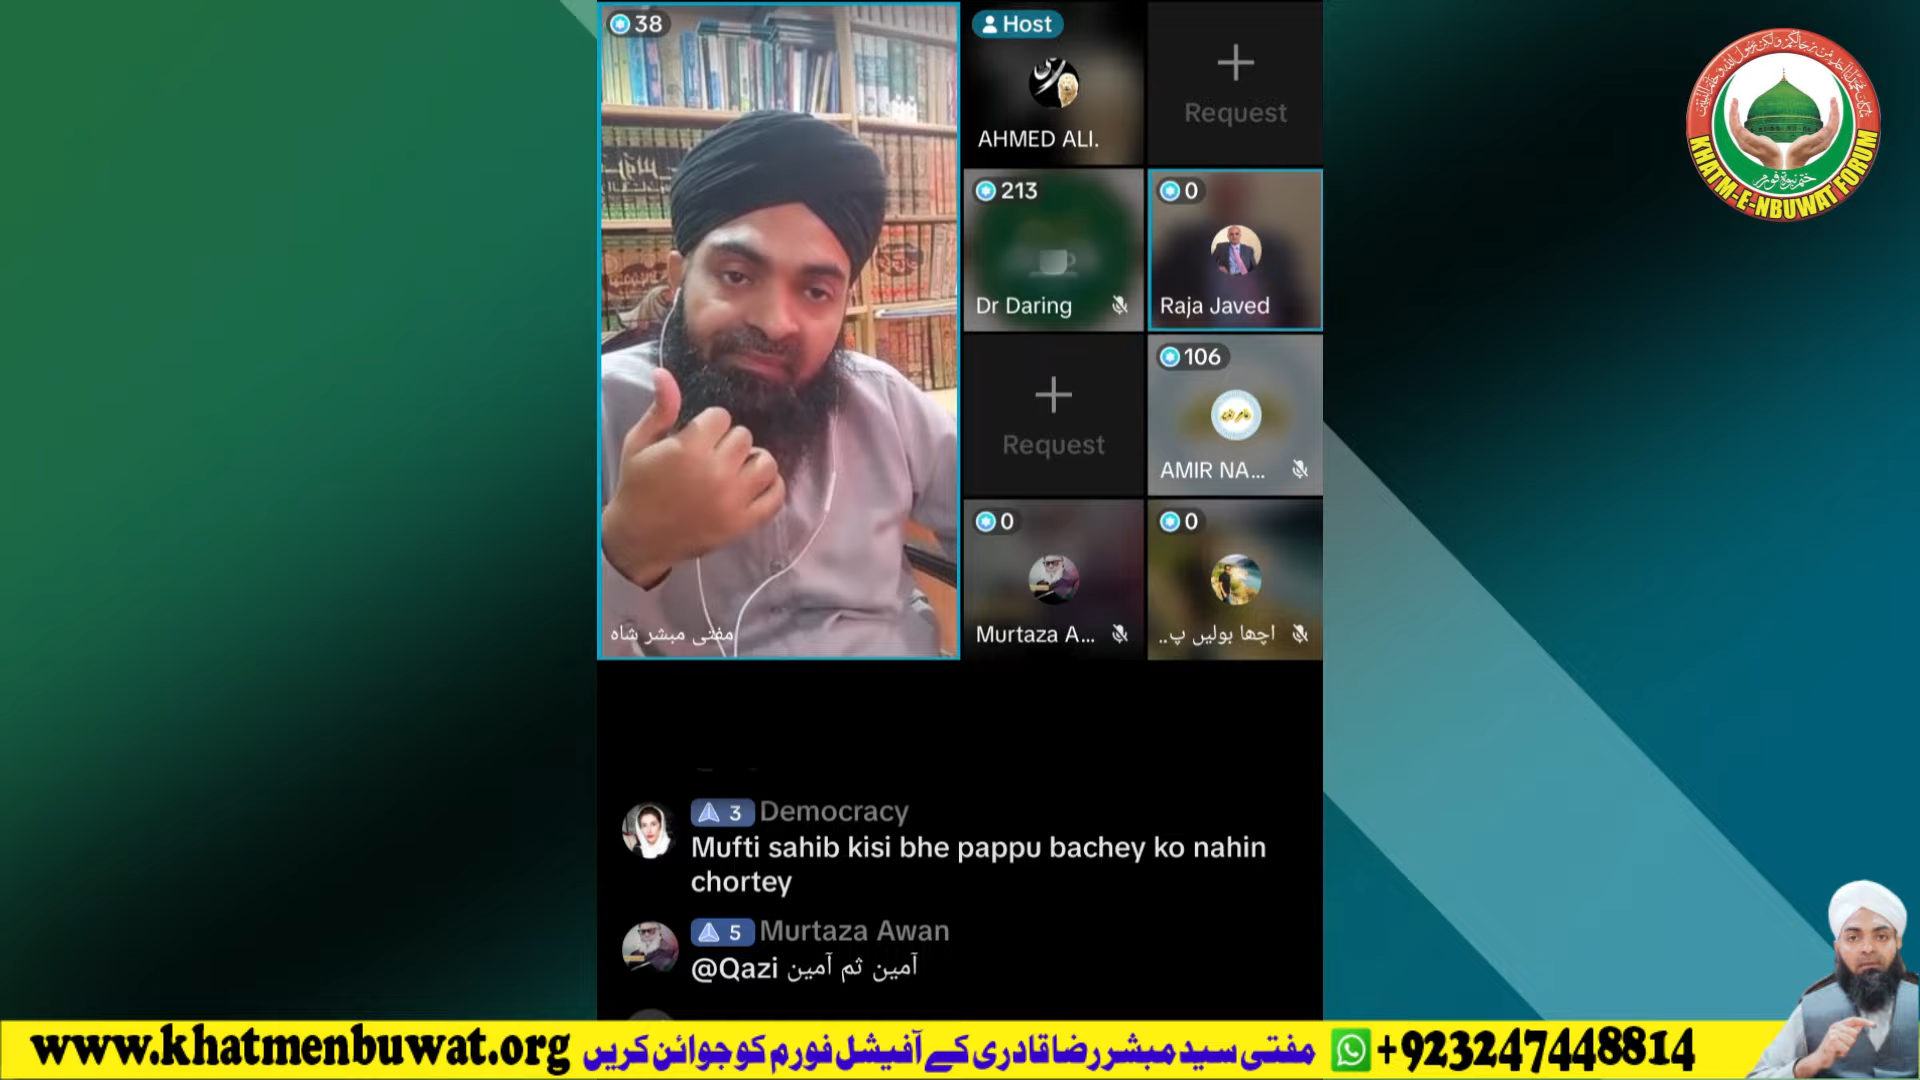 38
Host
AHMED ALI.
Request
213
Dr Daring
0
Raja Javed
Request
106
AMIR NA...
0
Murtaza A...
0
اچھا بولیں پ..
مفتی مبشر شاہ
3 Democracy
Mufti sahib kisi bhe pappu bachey ko nahin
chortey
5 Murtaza Awan
@Qazi آمین ثم آمین
KHATM-E-NBUWAT FORUM
ختم نبوة فورم
www.khatmenbuwat.org مفتی سید مبشر رضا قادری کے آفیشل فورم کو جوائن کریں +923247448814